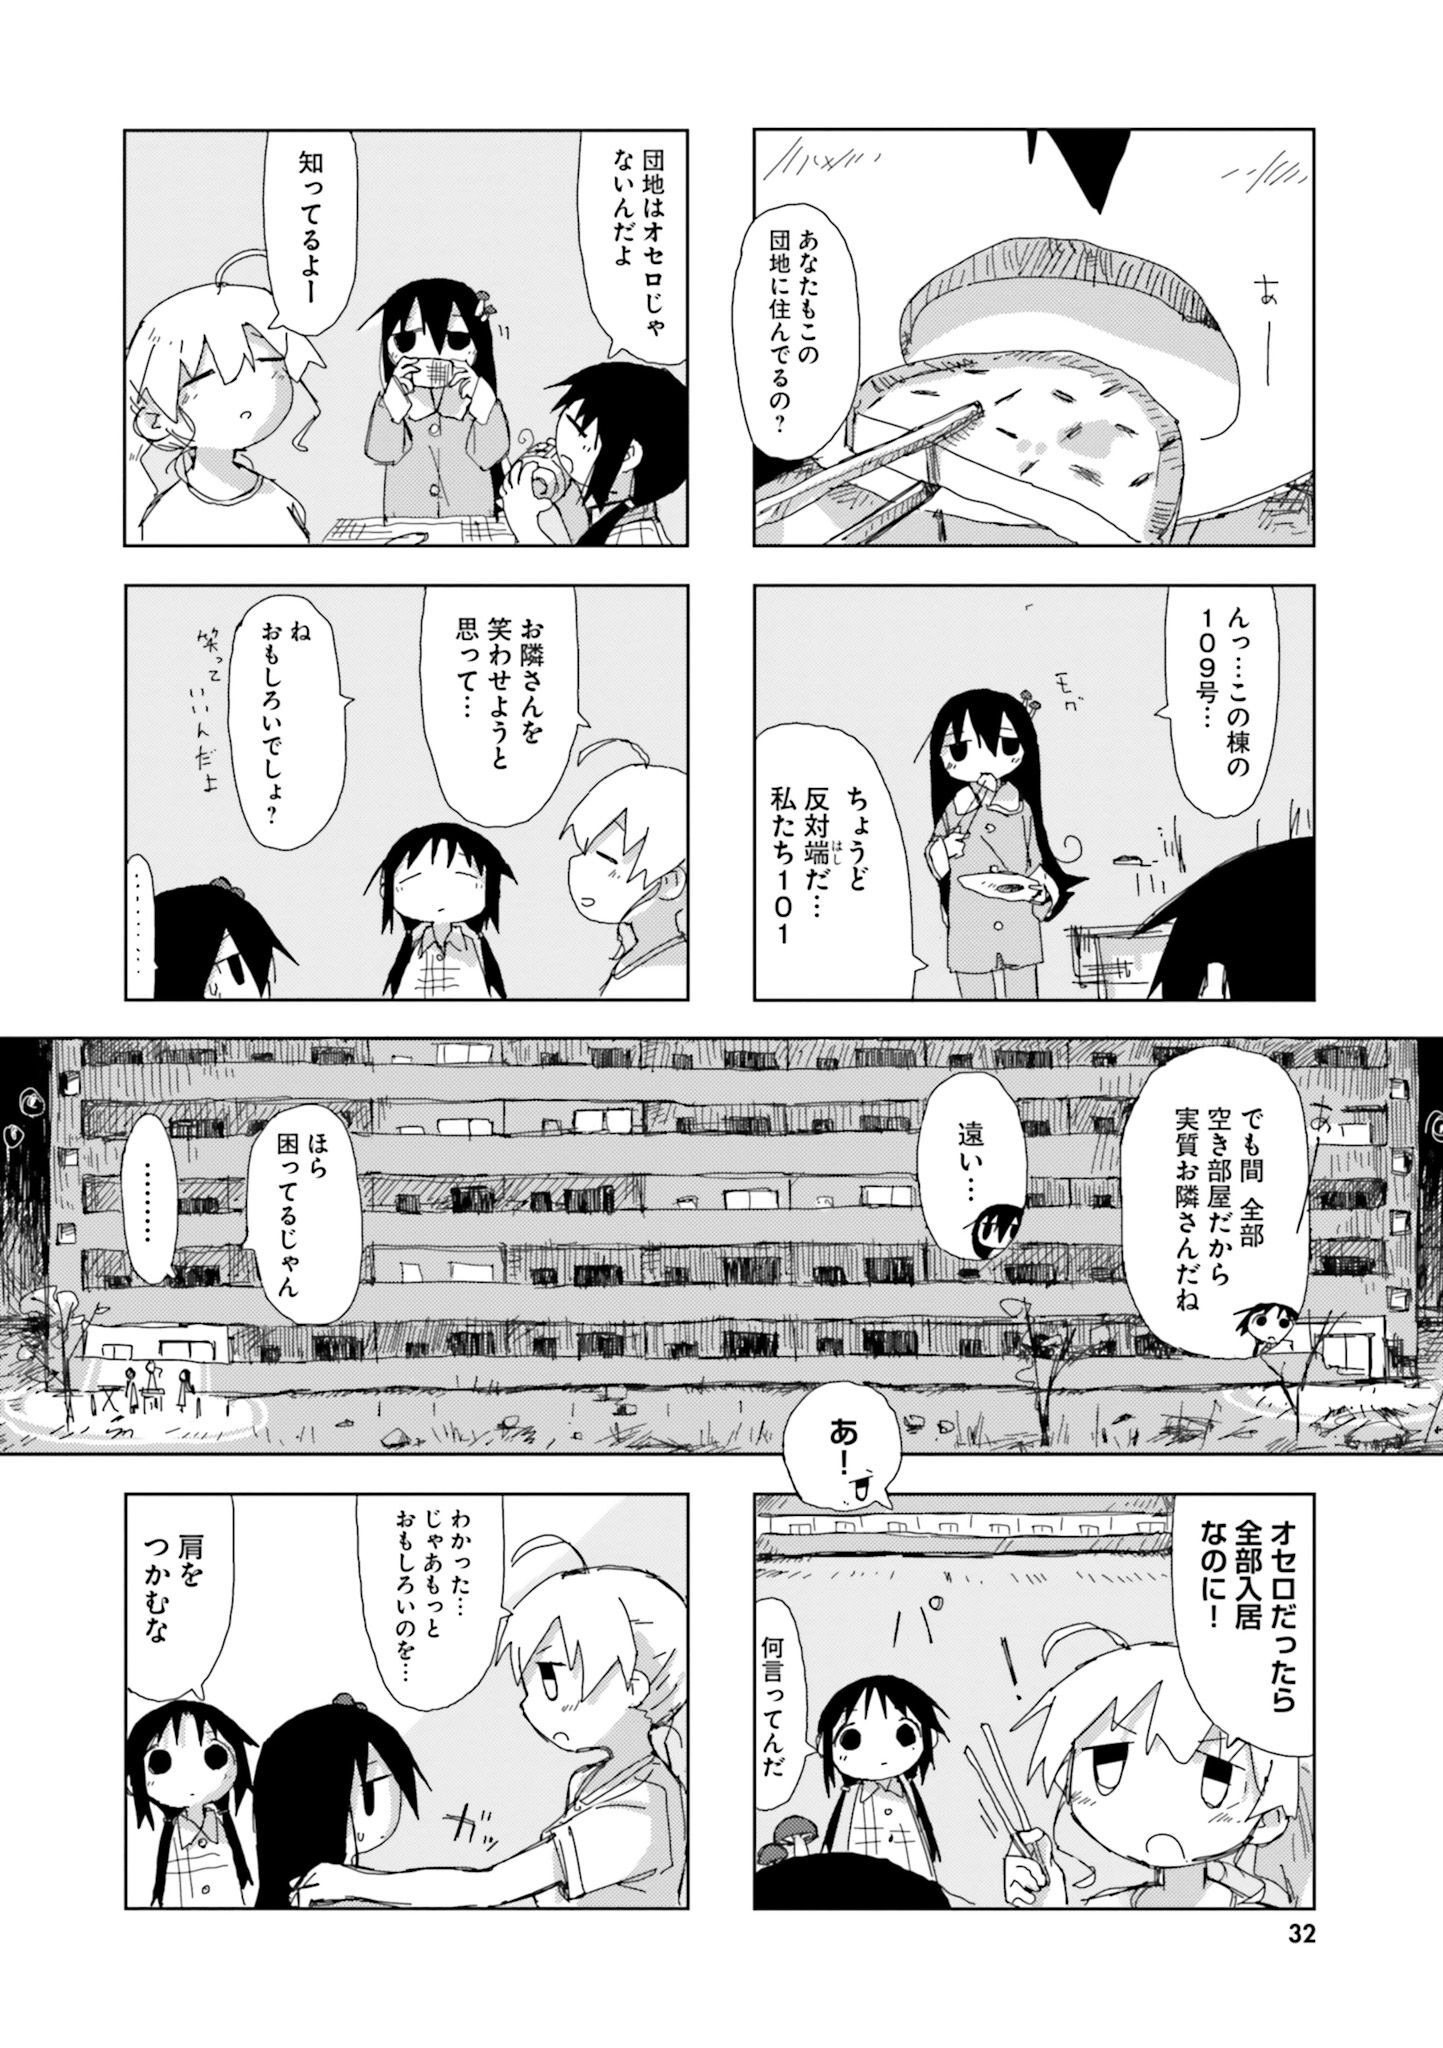 あー
あなたもこの
団地に住んでるの？
んっ…この棟の
109号…
モグ
ちょうど
反対端だ…
はし
私たち101
あー
でも間 全部
空き部屋だから
実質お隣さんだね
遠い…
あ！
オセロだったら
全部入居
なのに！
何言ってんだ
団地はオセロじゃ
ないんだよ
知ってるよー
お隣さんを
笑わせようと
思って…
ね
おもしろいでしょ？
笑って
いいんだよ
………
ほら
困ってるじゃん
………
わかった…
じゃあもっと
おもしろいのを…
ガッ
肩を
つかむな
32